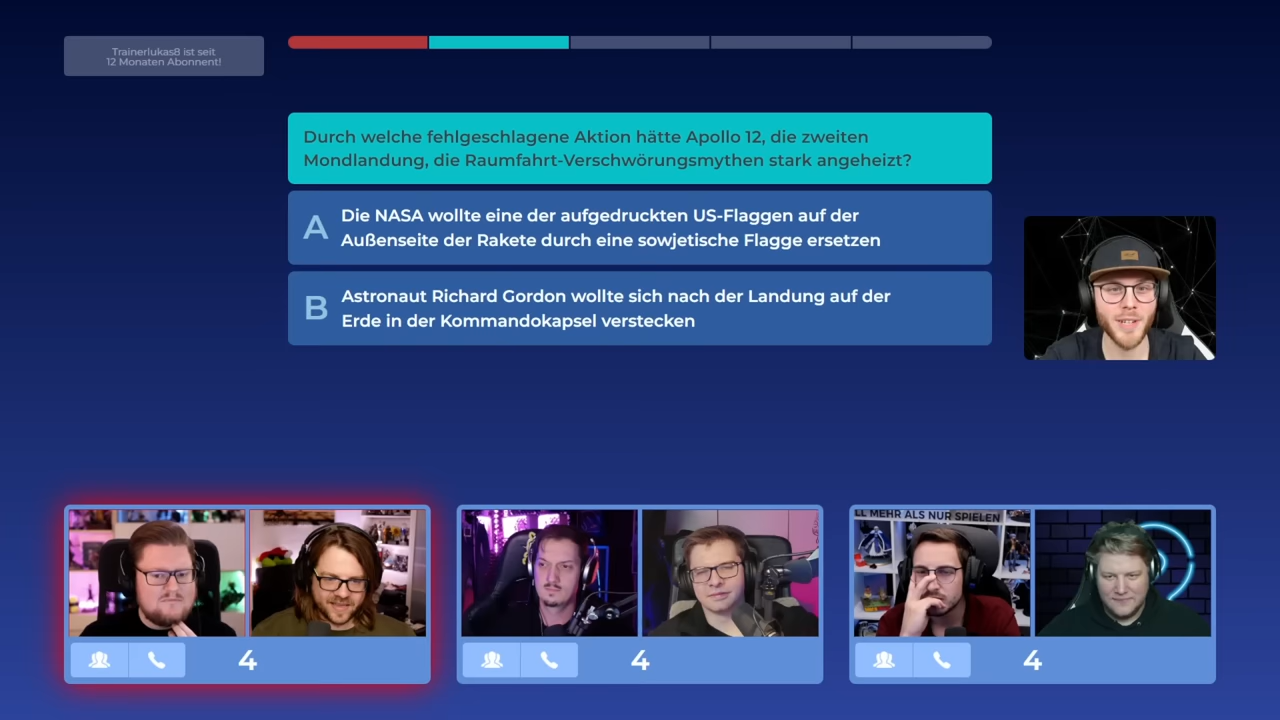 Trainerlukas8 ist seit
12 Monaten Abonnent!
Durch welche fehlgeschlagene Aktion hätte Apollo 12, die zweiten
Mondlandung, die Raumfahrt-Verschwörungsmythen stark angeheizt?
A
Die NASA wollte eine der aufgedruckten US-Flaggen auf der
Außenseite der Rakete durch eine sowjetische Flagge ersetzen
B
Astronaut Richard Gordon wollte sich nach der Landung auf der
Erde in der Kommandokapsel verstecken
LL MEHR ALS NUR SPIELEN
4
4
4